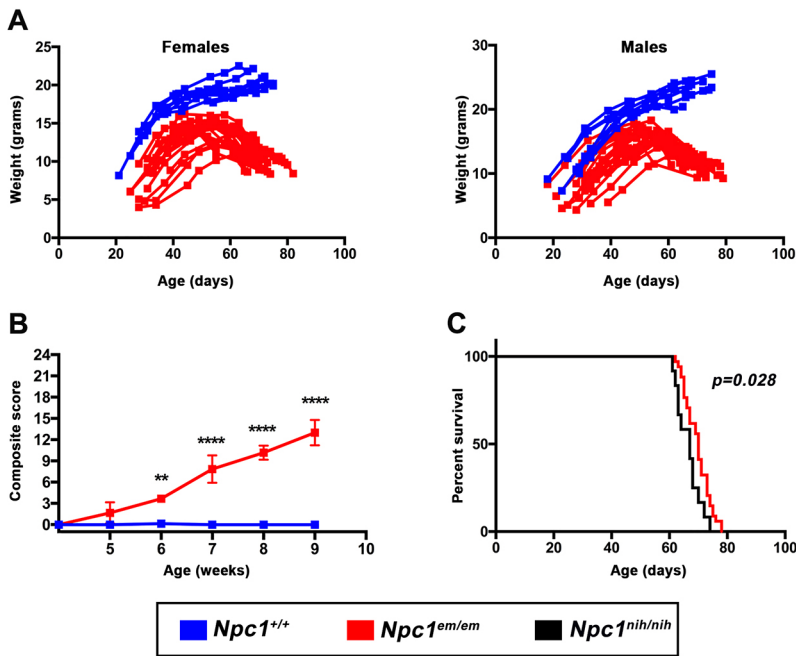 A
Females
Males
Weight (grams)
25
20
15
10
5
0
0 20 40 60 80 100
Age (days)
Weight (grams)
30
20
10
0
0 20 40 60 80 100
Age (days)
B
Composite score
24
21
18
15
12
9
6
3
0
**
****
****
****
5 6 7 8 9 10
Age (weeks)
C
Percent survival
100
50
0
p=0.028
0 20 40 60 80 100
Age (days)
Npc1+/+ Npc1em/em Npc1nih/nih